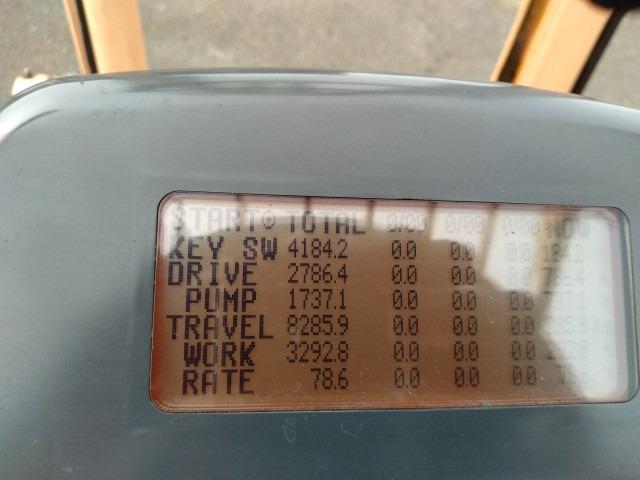 START TOTAL 0/00 0/00 0/00 NOW
KEY SW 4184.2 0.0 0.0 0.0
DRIVE 2786.4 0.0 0.0 0.0
PUMP 1737.1 0.0 0.0 0.0
TRAVEL 8285.9 0.0 0.0 0.0
WORK 3292.8 0.0 0.0 0.0
RATE 78.6 0.0 0.0 0.0